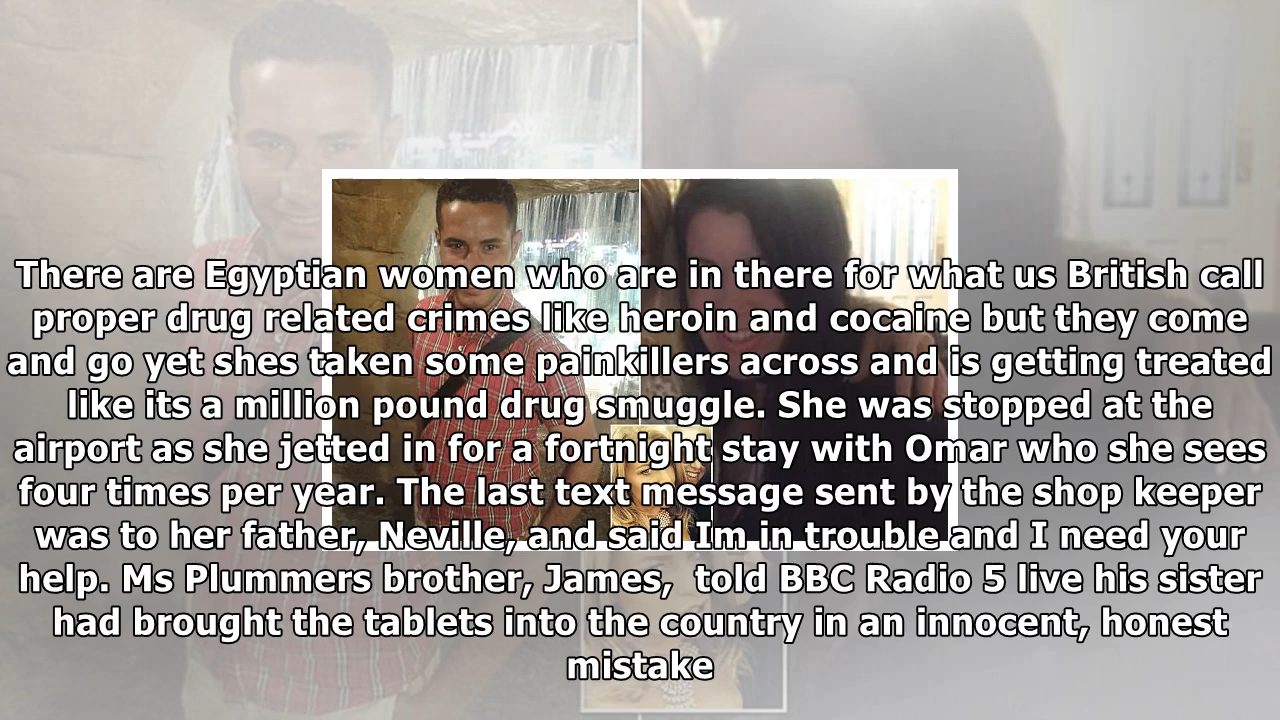 There are Egyptian women who are in there for what us British call
proper drug related crimes like heroin and cocaine but they come
and go yet shes taken some painkillers across and is getting treated
like its a million pound drug smuggle. She was stopped at the
airport as she jetted in for a fortnight stay with Omar who she sees
four times per year. The last text message sent by the shop keeper
was to her father, Neville, and said Im in trouble and I need your
help. Ms Plummers brother, James,  told BBC Radio 5 live his sister
had brought the tablets into the country in an innocent, honest
mistake